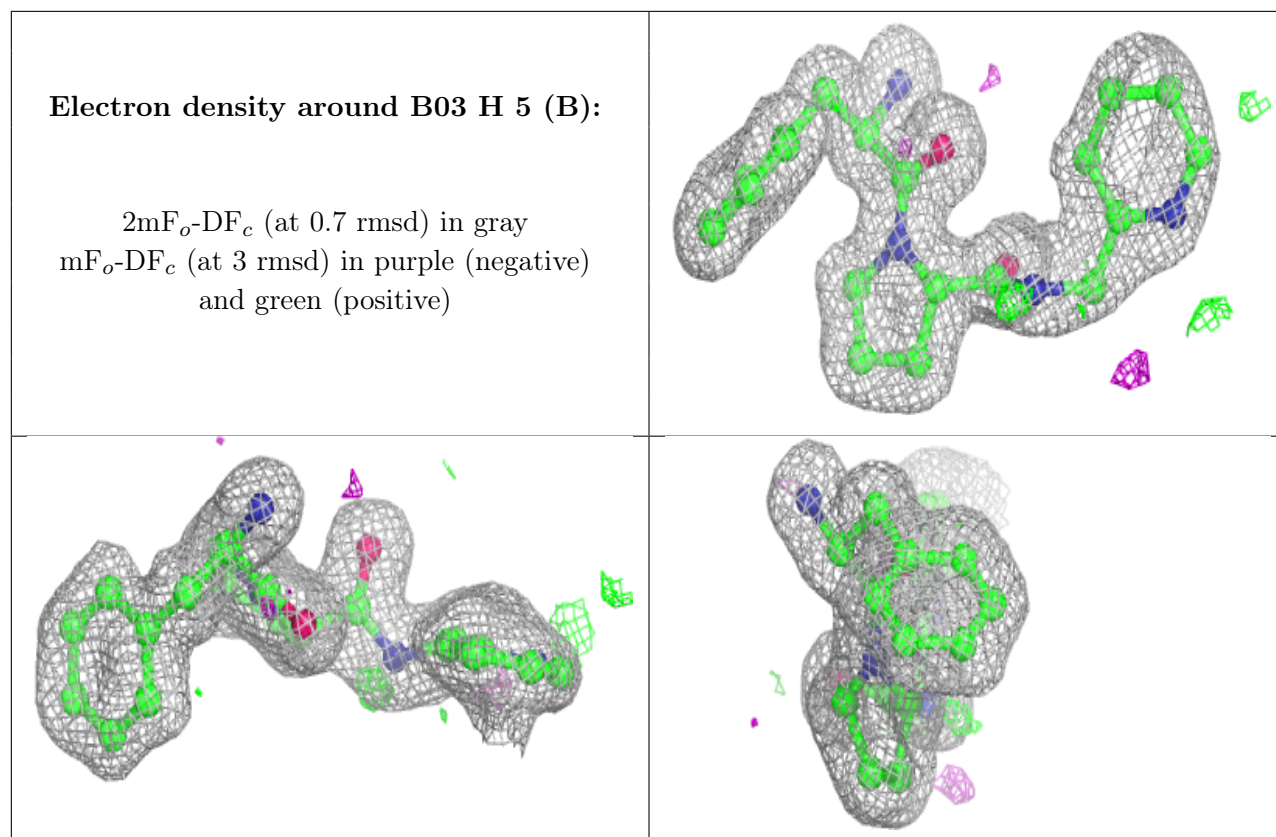 Electron density around B03 H 5 (B):
2mFo-DFc (at 0.7 rmsd) in gray
mFo-DFc (at 3 rmsd) in purple (negative)
and green (positive)